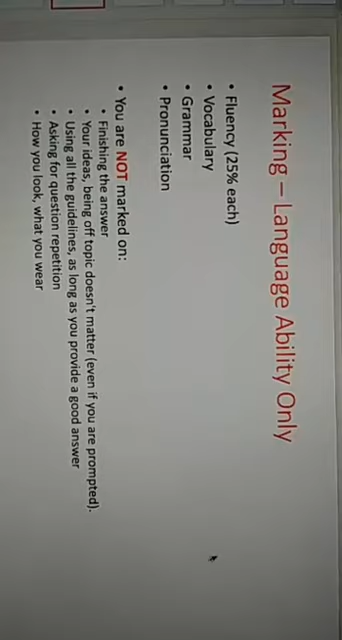 Marking – Language Ability Only
• Fluency (25% each)
• Vocabulary
• Grammar
• Pronunciation
• You are NOT marked on:
• Finishing the answer
• Your ideas, being off topic doesn't matter (even if you are prompted).
• Using all the guidelines, as long as you provide a good answer
• Asking for question repetition
• How you look, what you wear